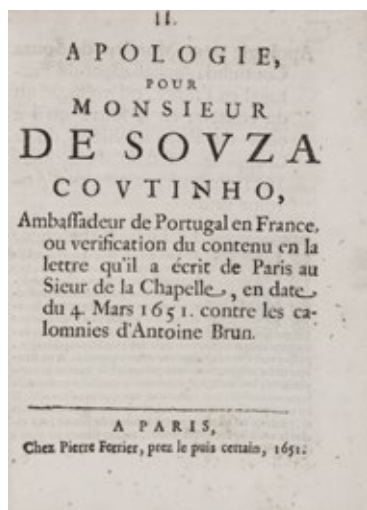 II.
APOLOGIE,
POUR
MONSIEUR
DE SOVZA
COVTINHO,
Ambaſſadeur de Portugal en France,
ou verification du contenu en la
lettre qu'il a écrit de Paris au
Sieur de la Chapelle, en date
du 4. Mars 1651. contre les ca-
lomnies d'Antoine Brun.
A PARIS,
Chez Pierre Ferrier, prez le puis certain, 1651.